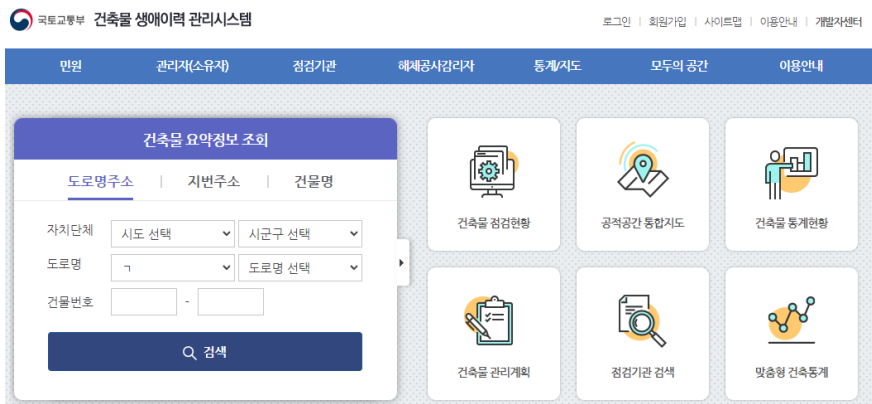 국토교통부 건축물 생애이력 관리시스템
로그인 | 회원가입 | 사이트맵 | 이용안내 | 개발자센터
민원 관리자(소유자) 점검기관 해체공사감리자 통계/지도 모두의 공간 이용안내
건축물 요약정보 조회
도로명주소 | 지번주소 | 건물명
자치단체 시도 선택 시군구 선택
도로명 ㄱ 도로명 선택
건물번호 -
검색
건축물 점검현황
공적공간 통합지도
건축물 통계현황
건축물 관리계획
점검기관 검색
맞춤형 건축통계